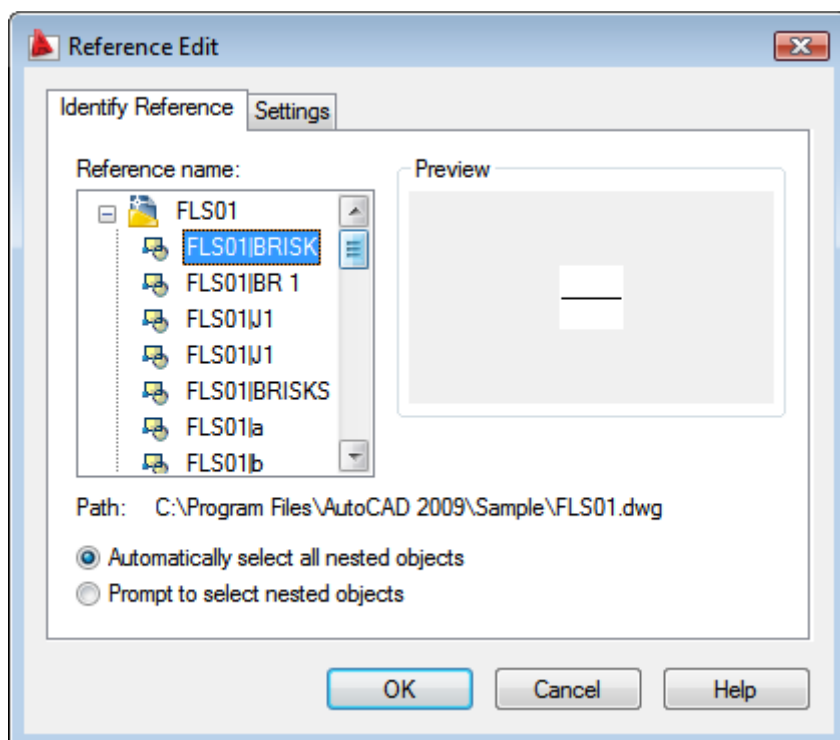 Reference Edit
Identify Reference
Settings
Reference name:
FLS01
FLS01|BRISK
FLS01|BR 1
FLS01|J1
FLS01|J1
FLS01|BRISKS
FLS01|a
FLS01|b
Preview
Path: C:\Program Files\AutoCAD 2009\Sample\FLS01.dwg
Automatically select all nested objects
Prompt to select nested objects
OK
Cancel
Help